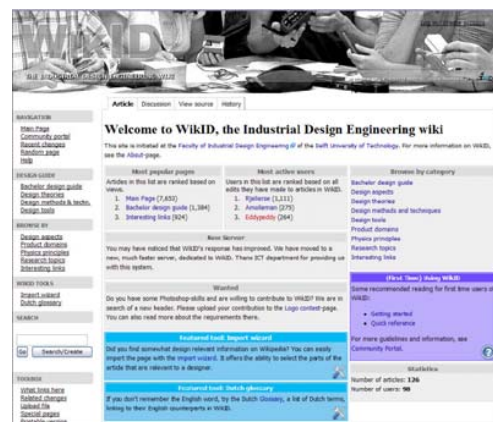 WIKID
THE INDUSTRIAL DESIGN ENGINEERING WIKI
Article Discussion View source History
NAVIGATION
Main Page
Community portal
Recent changes
Random page
Help
DESIGN GUIDE
Bachelor design guide
Design theories
Design methods & techn.
Design tools
BROWSE BY
Design aspects
Product domains
Physics principles
Research topics
Interesting links
WIKID TOOLS
Import wizard
Dutch glossary
SEARCH
Go Search/Create
TOOLBOX
What links here
Related changes
Upload file
Special pages
Printable version
Welcome to WikID, the Industrial Design Engineering wiki
This site is initiated at the Faculty of Industrial Design Engineering of the Delft University of Technology. For more information on WikID,
see the About-page.
Most popular pages
Articles in this list are ranked based on
views.
1. Main Page (7,652)
2. Bachelor design guide (1,384)
3. Interesting links (924)
Most active users
Users in this list are ranked based on all
edits they have made to articles in WikID.
1. Rjelierse (1,111)
2. Amulleman (275)
3. Eddypeddy (264)
Browse by category
Bachelor design guide
Design aspects
Design theories
Design methods and techniques
Design tools
Product domains
Physics principles
Research topics
Interesting links
New Server
You may have noticed that WikID's response has improved. We have moved to a
new, much faster server, dedicated to WikID. Thanx ICT department for providing us
with this system.
Wanted
Do you have some Photoshop-skills and are willing to contribute to WikID? We are in
search of a new header. Please upload your contribution to the Logo contest-page.
You can also read more about the requirements there.
(First Time) Using WikID
Some recommended reading for first time users of
WikID:
Getting started
Quick reference
For more guidelines and information, see
Community Portal.
Featured tool: Import wizard
Did you find somewhat design relevant information on Wikipedia? You can easily
import the page with the import wizard. It offers the ability to select the parts of the
article that are relevant to a designer.
Featured tool: Dutch glossary
If you don't remember the English word, try the Dutch Glossary, a list of Dutch terms,
linking to their English counterparts in WikID.
Statistics
Number of articles: 126
Number of users: 98